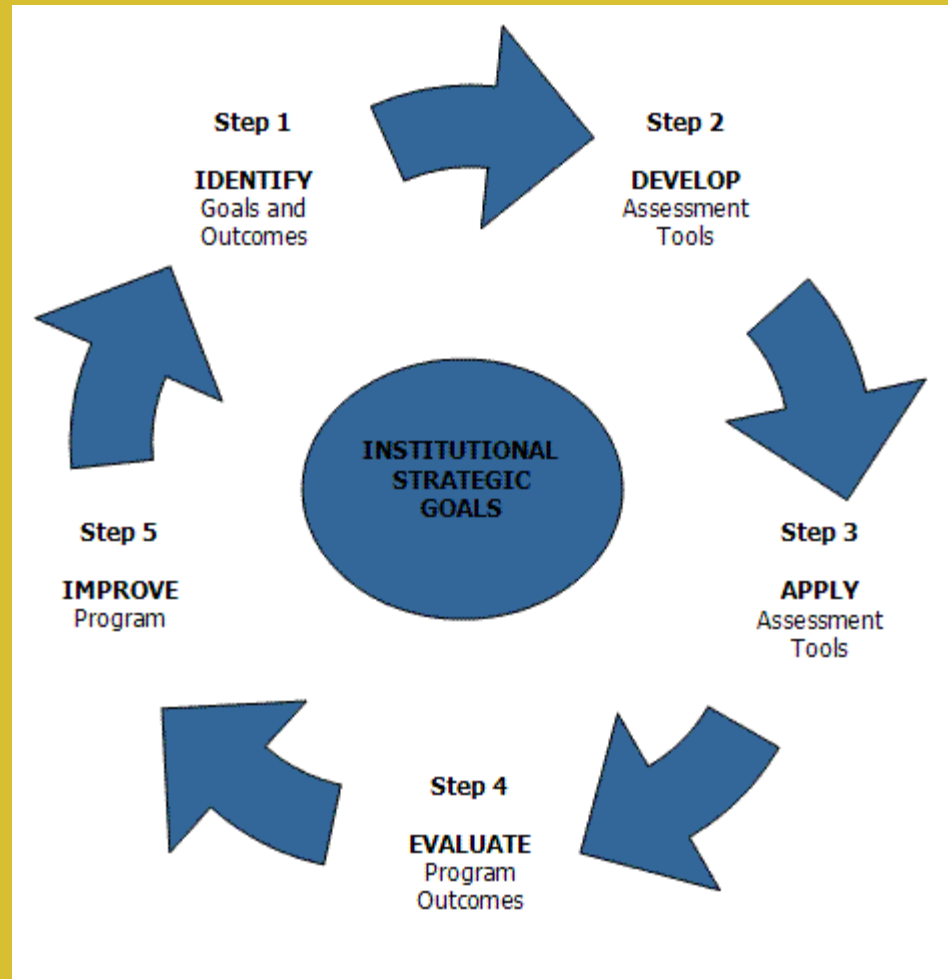 Step 1
IDENTIFY
Goals and
Outcomes
Step 2
DEVELOP
Assessment
Tools
INSTITUTIONAL
STRATEGIC
GOALS
Step 3
APPLY
Assessment
Tools
Step 4
EVALUATE
Program
Outcomes
Step 5
IMPROVE
Program